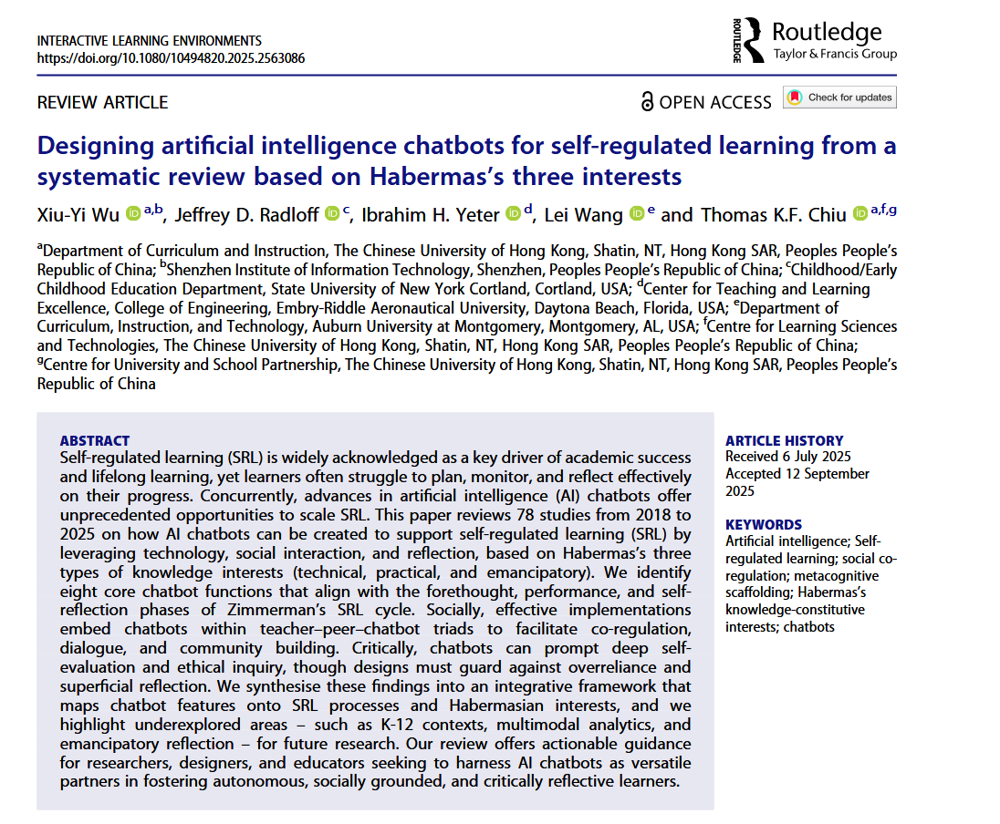 INTERACTIVE LEARNING ENVIRONMENTS
https://doi.org/10.1080/10494820.2025.2563086
ROUTLEDGE
Routledge
Taylor & Francis Group
REVIEW ARTICLE
OPEN ACCESS
Check for updates
Designing artificial intelligence chatbots for self-regulated learning from a
systematic review based on Habermas's three interests
Xiu-Yi Wu iD a,b, Jeffrey D. Radloff iD c, Ibrahim H. Yeter iD d, Lei Wang iD e and Thomas K.F. Chiu iD a,f,g
aDepartment of Curriculum and Instruction, The Chinese University of Hong Kong, Shatin, NT, Hong Kong SAR, Peoples People's
Republic of China; bShenzhen Institute of Information Technology, Shenzhen, Peoples People's Republic of China; cChildhood/Early
Childhood Education Department, State University of New York Cortland, Cortland, USA; dCenter for Teaching and Learning
Excellence, College of Engineering, Embry-Riddle Aeronautical University, Daytona Beach, Florida, USA; eDepartment of
Curriculum, Instruction, and Technology, Auburn University at Montgomery, Montgomery, AL, USA; fCentre for Learning Sciences
and Technologies, The Chinese University of Hong Kong, Shatin, NT, Hong Kong SAR, Peoples People's Republic of China;
gCentre for University and School Partnership, The Chinese University of Hong Kong, Shatin, NT, Hong Kong SAR, Peoples People's
Republic of China
ABSTRACT
Self-regulated learning (SRL) is widely acknowledged as a key driver of academic success
and lifelong learning, yet learners often struggle to plan, monitor, and reflect effectively
on their progress. Concurrently, advances in artificial intelligence (AI) chatbots offer
unprecedented opportunities to scale SRL. This paper reviews 78 studies from 2018 to
2025 on how AI chatbots can be created to support self-regulated learning (SRL) by
leveraging technology, social interaction, and reflection, based on Habermas's three
types of knowledge interests (technical, practical, and emancipatory). We identify
eight core chatbot functions that align with the forethought, performance, and self-
reflection phases of Zimmerman's SRL cycle. Socially, effective implementations
embed chatbots within teacher–peer–chatbot triads to facilitate co-regulation,
dialogue, and community building. Critically, chatbots can prompt deep self-
evaluation and ethical inquiry, though designs must guard against overreliance and
superficial reflection. We synthesise these findings into an integrative framework that
maps chatbot features onto SRL processes and Habermasian interests, and we
highlight underexplored areas – such as K-12 contexts, multimodal analytics, and
emancipatory reflection – for future research. Our review offers actionable guidance
for researchers, designers, and educators seeking to harness AI chatbots as versatile
partners in fostering autonomous, socially grounded, and critically reflective learners.
ARTICLE HISTORY
Received 6 July 2025
Accepted 12 September
2025
KEYWORDS
Artificial intelligence; Self-
regulated learning; social co-
regulation; metacognitive
scaffolding; Habermas's
knowledge-constitutive
interests; chatbots